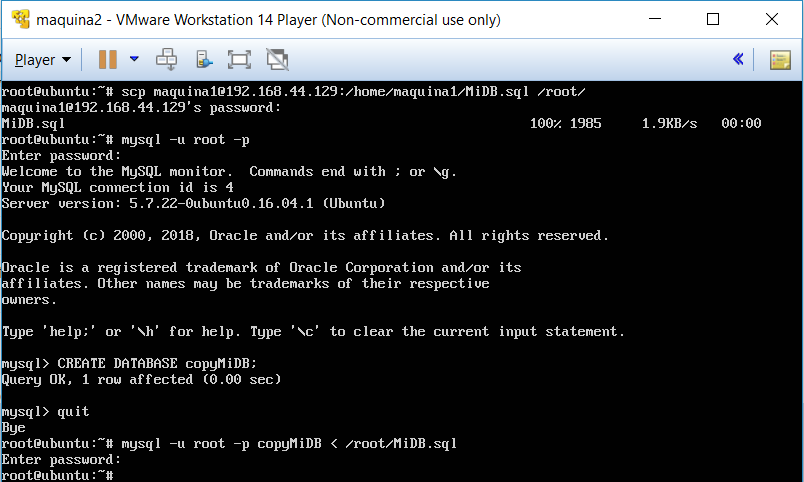 maquina2 - VMware Workstation 14 Player (Non-commercial use only)
Player
root@ubuntu:~# scp maquina1@192.168.44.129:/home/maquina1/MiDB.sql /root/
maquina1@192.168.44.129's password:
MiDB.sql 100% 1985 1.9KB/s 00:00
root@ubuntu:~# mysql -u root -p
Enter password:
Welcome to the MySQL monitor.  Commands end with ; or \g.
Your MySQL connection id is 4
Server version: 5.7.22-0ubuntu0.16.04.1 (Ubuntu)
Copyright (c) 2000, 2018, Oracle and/or its affiliates. All rights reserved.
Oracle is a registered trademark of Oracle Corporation and/or its
affiliates. Other names may be trademarks of their respective
owners.
Type 'help;' or '\h' for help. Type '\c' to clear the current input statement.
mysql> CREATE DATABASE copyMiDB;
Query OK, 1 row affected (0.00 sec)
mysql> quit
Bye
root@ubuntu:~# mysql -u root -p copyMiDB < /root/MiDB.sql
Enter password:
root@ubuntu:~#